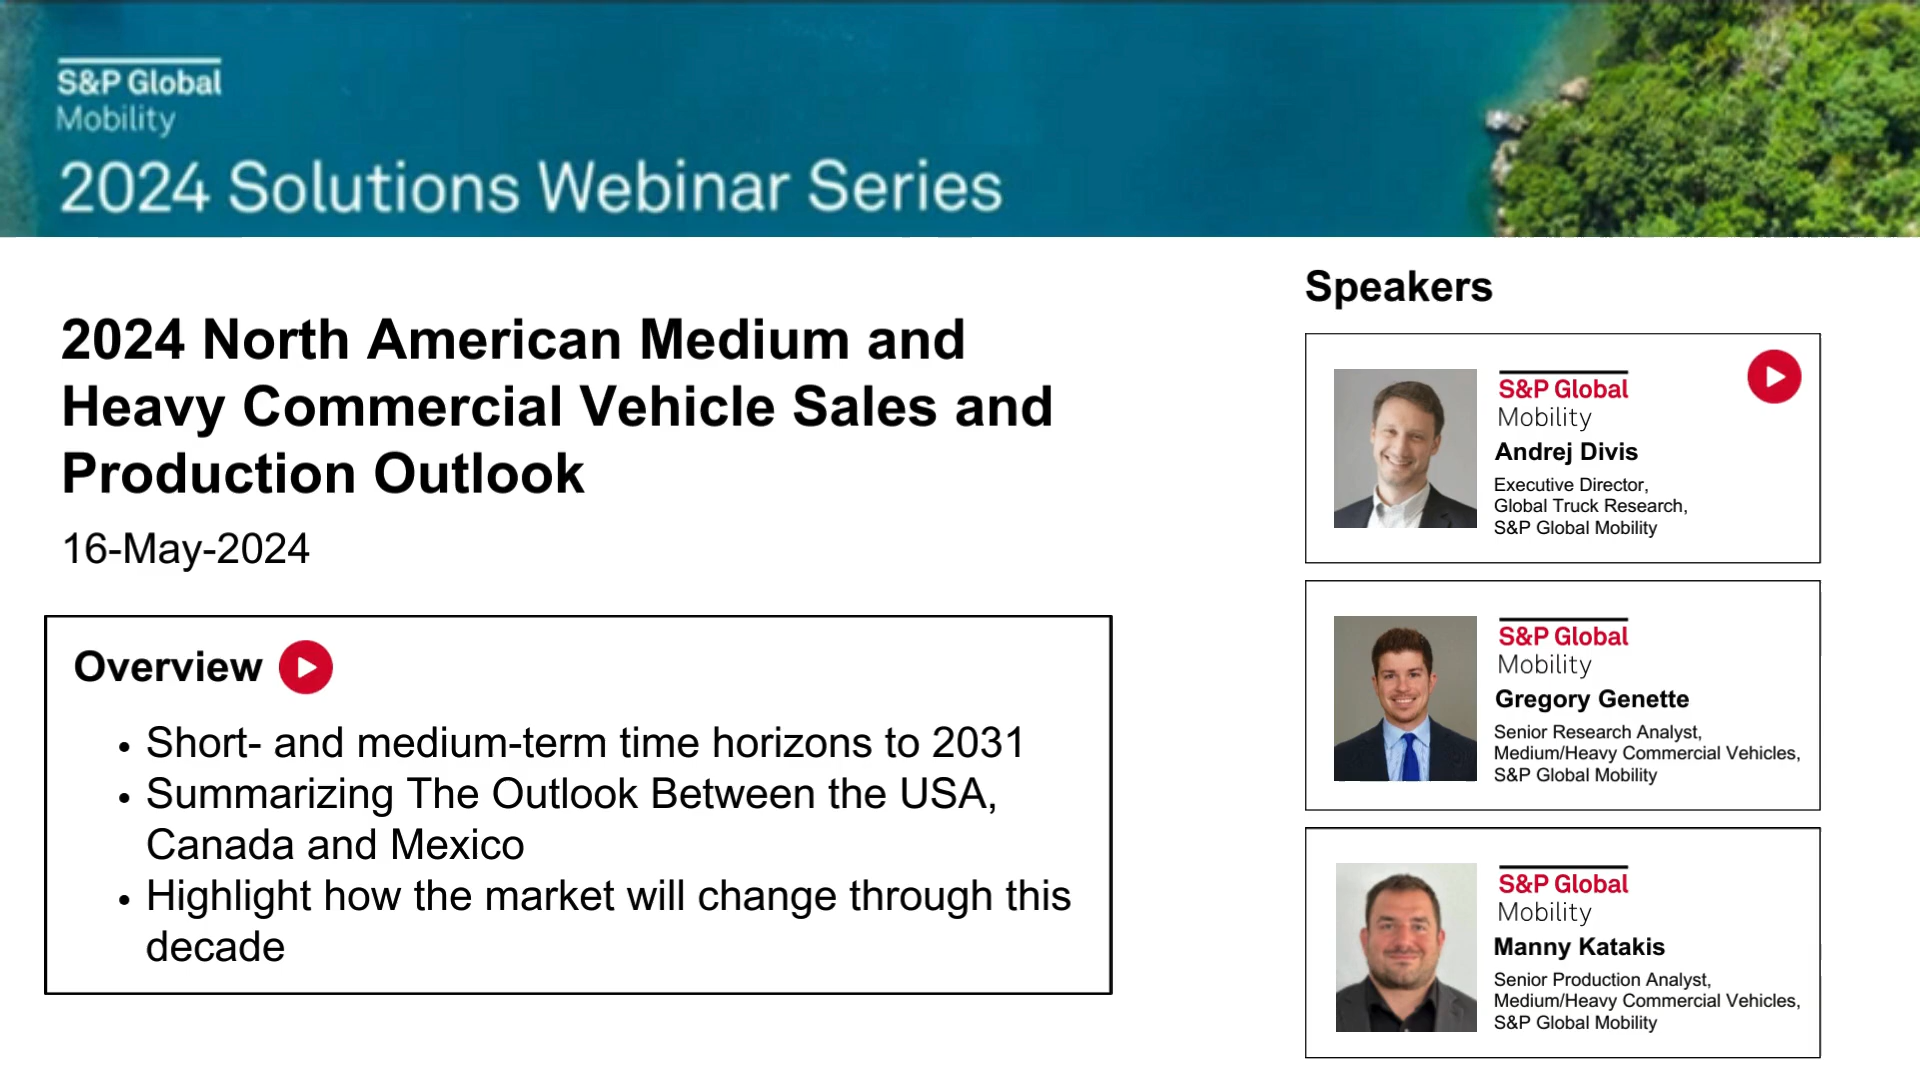 S&P Global
Mobility
2024 Solutions Webinar Series
2024 North American Medium and
Heavy Commercial Vehicle Sales and
Production Outlook
16-May-2024
Overview
• Short- and medium-term time horizons to 2031
• Summarizing The Outlook Between the USA,
Canada and Mexico
• Highlight how the market will change through this
decade
Speakers
S&P Global
Mobility
Andrej Divis
Executive Director,
Global Truck Research,
S&P Global Mobility
S&P Global
Mobility
Gregory Genette
Senior Research Analyst,
Medium/Heavy Commercial Vehicles,
S&P Global Mobility
S&P Global
Mobility
Manny Katakis
Senior Production Analyst,
Medium/Heavy Commercial Vehicles,
S&P Global Mobility